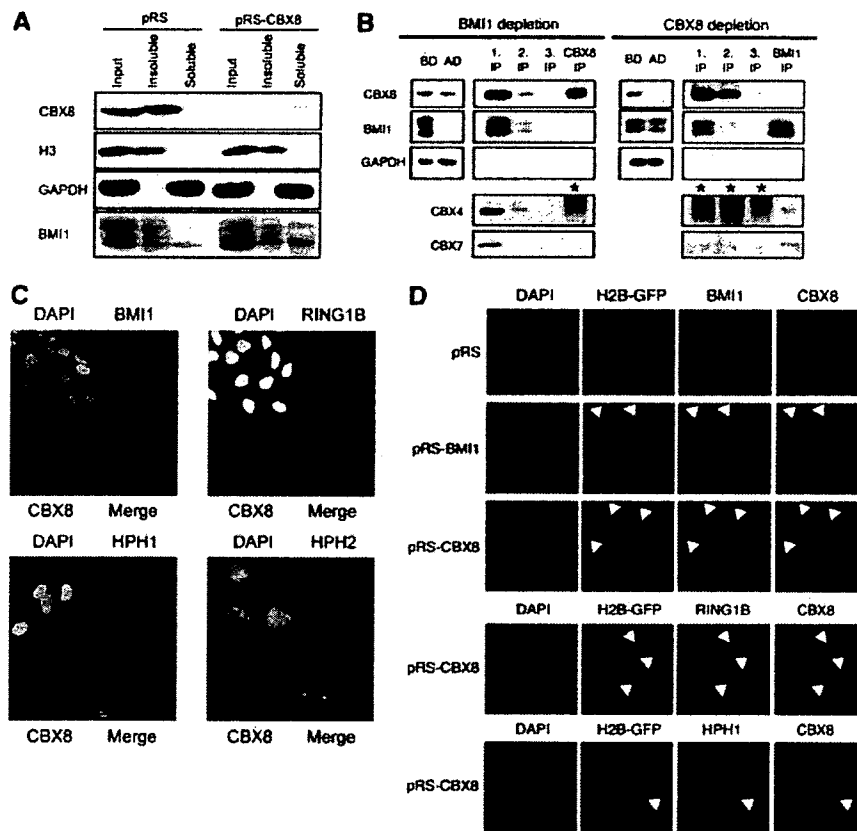 A
pRS pRS-CBX8
Input Insoluble Soluble Input Insoluble Soluble
CBX8
H3
GAPDH
BMI1
B
BMI1 depletion CBX8 depletion
BD AD 1. IP 2. IP 3. IP CBX8 IP BD AD 1. IP 2. IP 3. IP BMI1 IP
CBX8
BMI1
GAPDH
* * * *
CBX4
CBX7
C
DAPI BMI1 DAPI RING1B
CBX8 Merge CBX8 Merge
DAPI HPH1 DAPI HPH2
CBX8 Merge CBX8 Merge
D
DAPI H2B-GFP BMI1 CBX8
pRS
pRS-BMI1
pRS-CBX8
DAPI H2B-GFP RING1B CBX8
pRS-CBX8
DAPI H2B-GFP HPH1 CBX8
pRS-CBX8